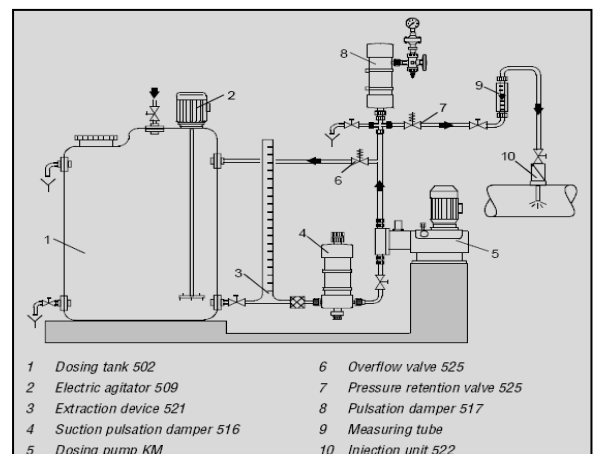 8
2
7
9
6
10
4
1
5
3
1 Dosing tank 502
2 Electric agitator 509
3 Extraction device 521
4 Suction pulsation damper 516
5 Dosing pump KM
6 Overflow valve 525
7 Pressure retention valve 525
8 Pulsation damper 517
9 Measuring tube
10 Injection unit 522